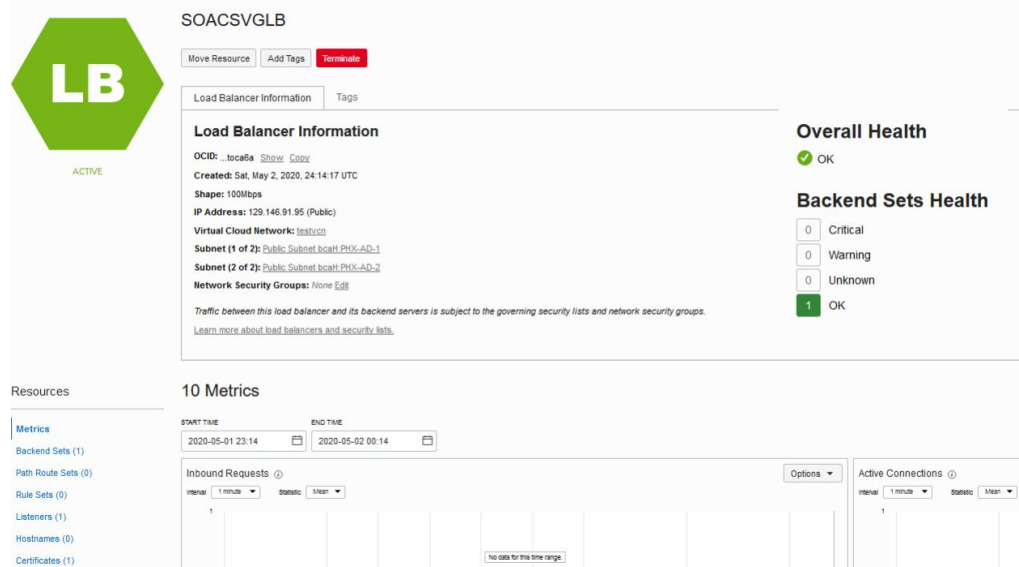 SOACSVGLB
Move Resource Add Tags Terminate
LB
ACTIVE
Load Balancer Information Tags
Load Balancer Information
OCID: ...toca6a Show Copy
Created: Sat, May 2, 2020, 24:14:17 UTC
Shape: 100Mbps
IP Address: 129.146.91.95 (Public)
Virtual Cloud Network: testvcn
Subnet (1 of 2): Public Subnet bcaH:PHX-AD-1
Subnet (2 of 2): Public Subnet bcaH:PHX-AD-2
Network Security Groups: None Edit
Traffic between this load balancer and its backend servers is subject to the governing security lists and network security groups.
Learn more about load balancers and security lists.
Overall Health
OK
Backend Sets Health
0 Critical
0 Warning
0 Unknown
1 OK
Resources
Metrics
Backend Sets (1)
Path Route Sets (0)
Rule Sets (0)
Listeners (1)
Hostnames (0)
Certificates (1)
10 Metrics
START TIME END TIME
2020-05-01 23:14 2020-05-02 00:14
Inbound Requests Options
Interval 1 minute Statistic Mean
1
No data for this time range.
Active Connections
Interval 1 minute Statistic Mean
1